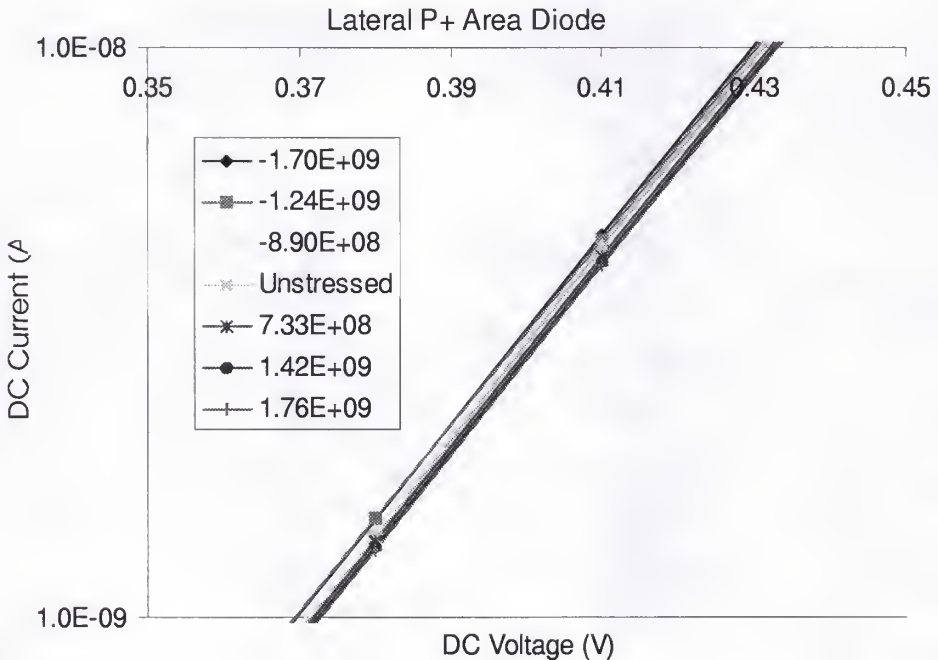 Lateral P+ Area Diode
1.0E-08
0.35 0.37 0.39 0.41 0.43 0.45
-1.70E+09
-1.24E+09
-8.90E+08
Unstressed
7.33E+08
1.42E+09
1.76E+09
DC Current (A
1.0E-09
DC Voltage (V)